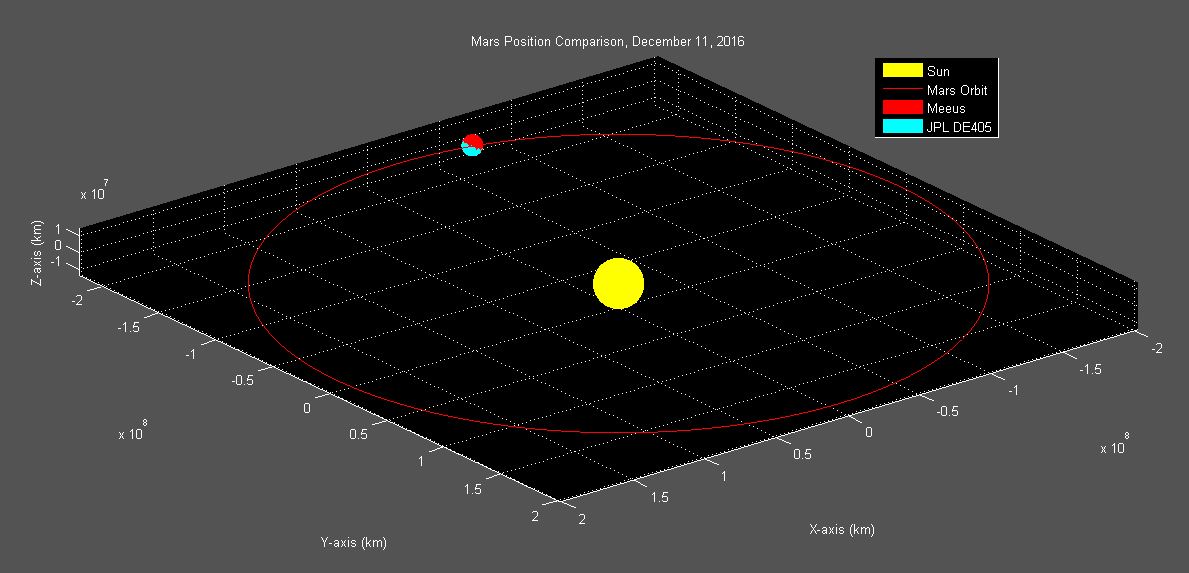 Mars Position Comparison, December 11, 2016
Sun
Mars Orbit
Meeus
JPL DE405
x 10^7
1
0
-1
Z-axis (km)
-2
-1.5
-1
-0.5
0
0.5
1
1.5
2
x 10^8
Y-axis (km)
2
1.5
1
0.5
0
-0.5
-1
-1.5
-2
x 10^8
X-axis (km)